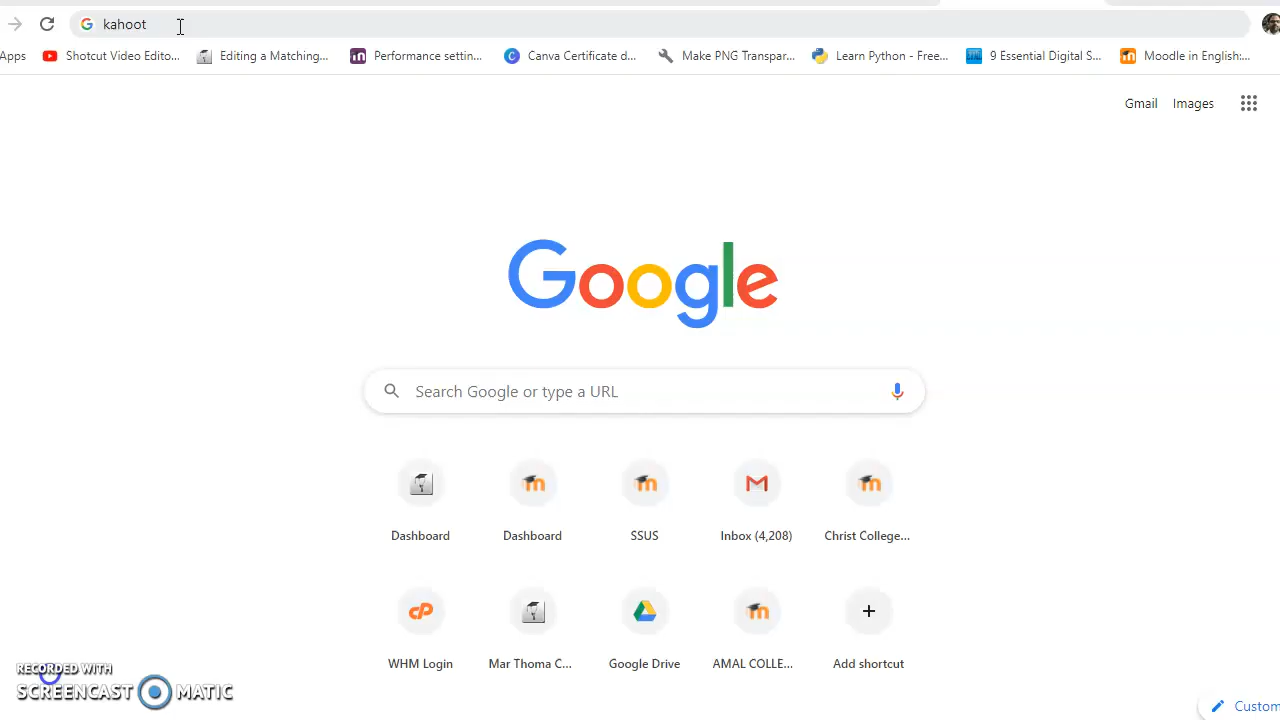 kahoot
Apps
Shotcut Video Edito...
Editing a Matching...
Performance settin...
Canva Certificate d...
Make PNG Transpar...
Learn Python - Free...
9 Essential Digital S...
Moodle in English:...
Gmail
Images
Google
Search Google or type a URL
Dashboard
Dashboard
SSUS
Inbox (4,208)
Christ College...
WHM Login
Mar Thoma C...
Google Drive
AMAL COLLE...
Add shortcut
RECORDED WITH
SCREENCAST MATIC
Custom